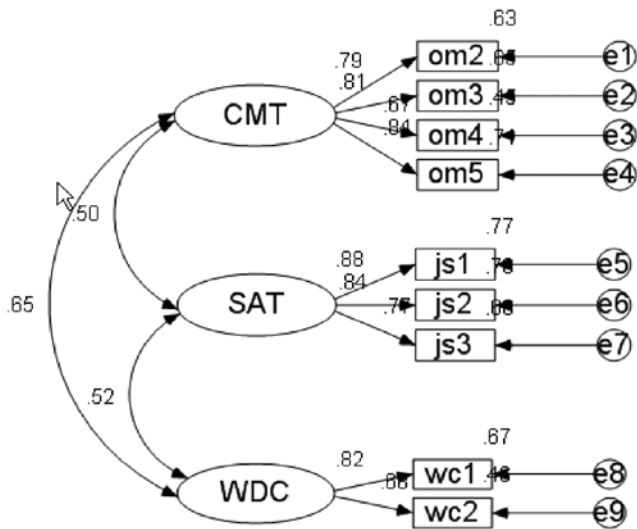 .63
om2 e1
.79
.81 om3 e2
CMT .67
.84 om4 e3
om5 e4
.50
.77
.88 js1 e5
.84
.65 SAT js2 e6
.77
js3 e7
.52
.67
.82 wc1 e8
WDC .68
wc2 e9